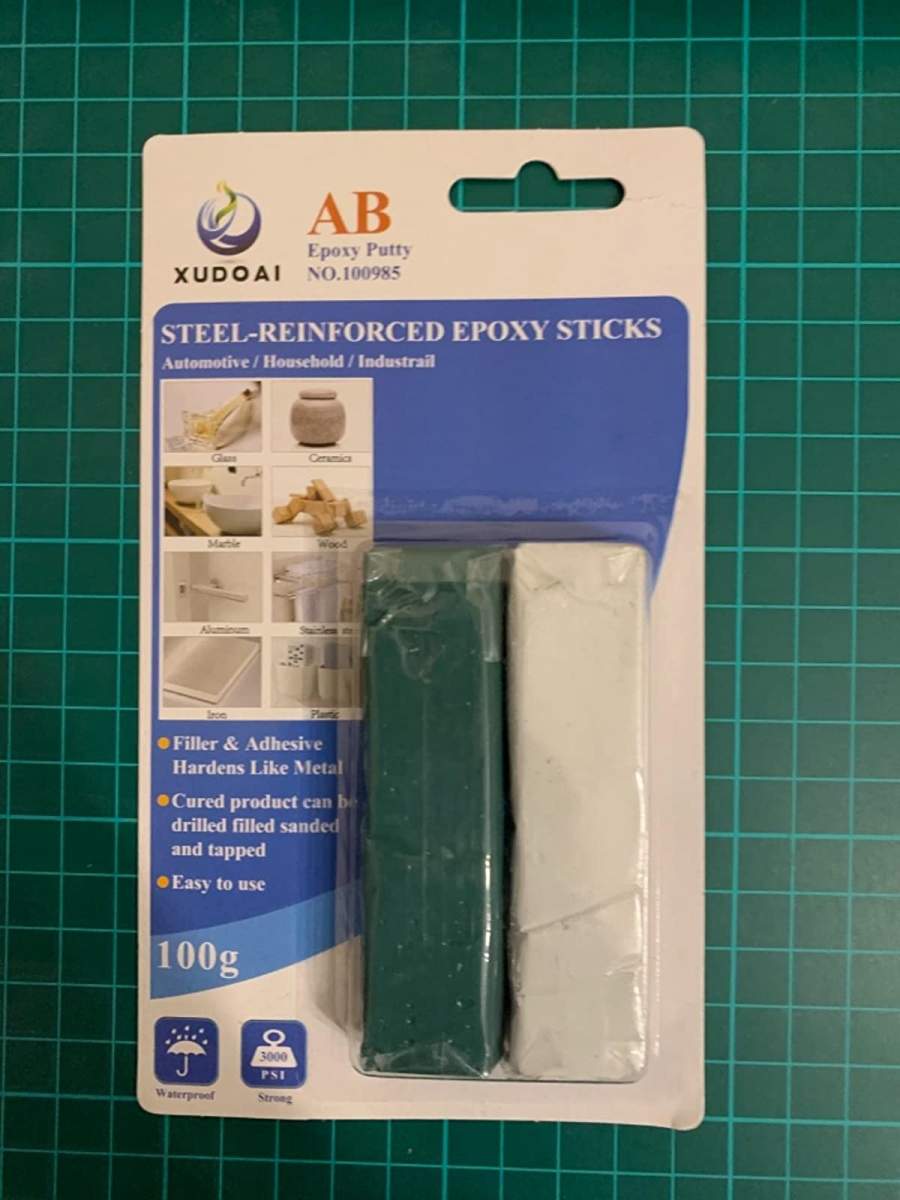 XUDOAI
AB
Epoxy Putty
NO.100985
STEEL-REINFORCED EPOXY STICKS
Automotive / Household / Industrail
Glass
Ceramics
Marble
Wood
Aluminum
Stainless
Iron
Plastic
Filler & Adhesive
Hardens Like Metal
Cured product can be
drilled filled sanded
and tapped
Easy to use
100g
3000
PSI
Waterproof
Strong